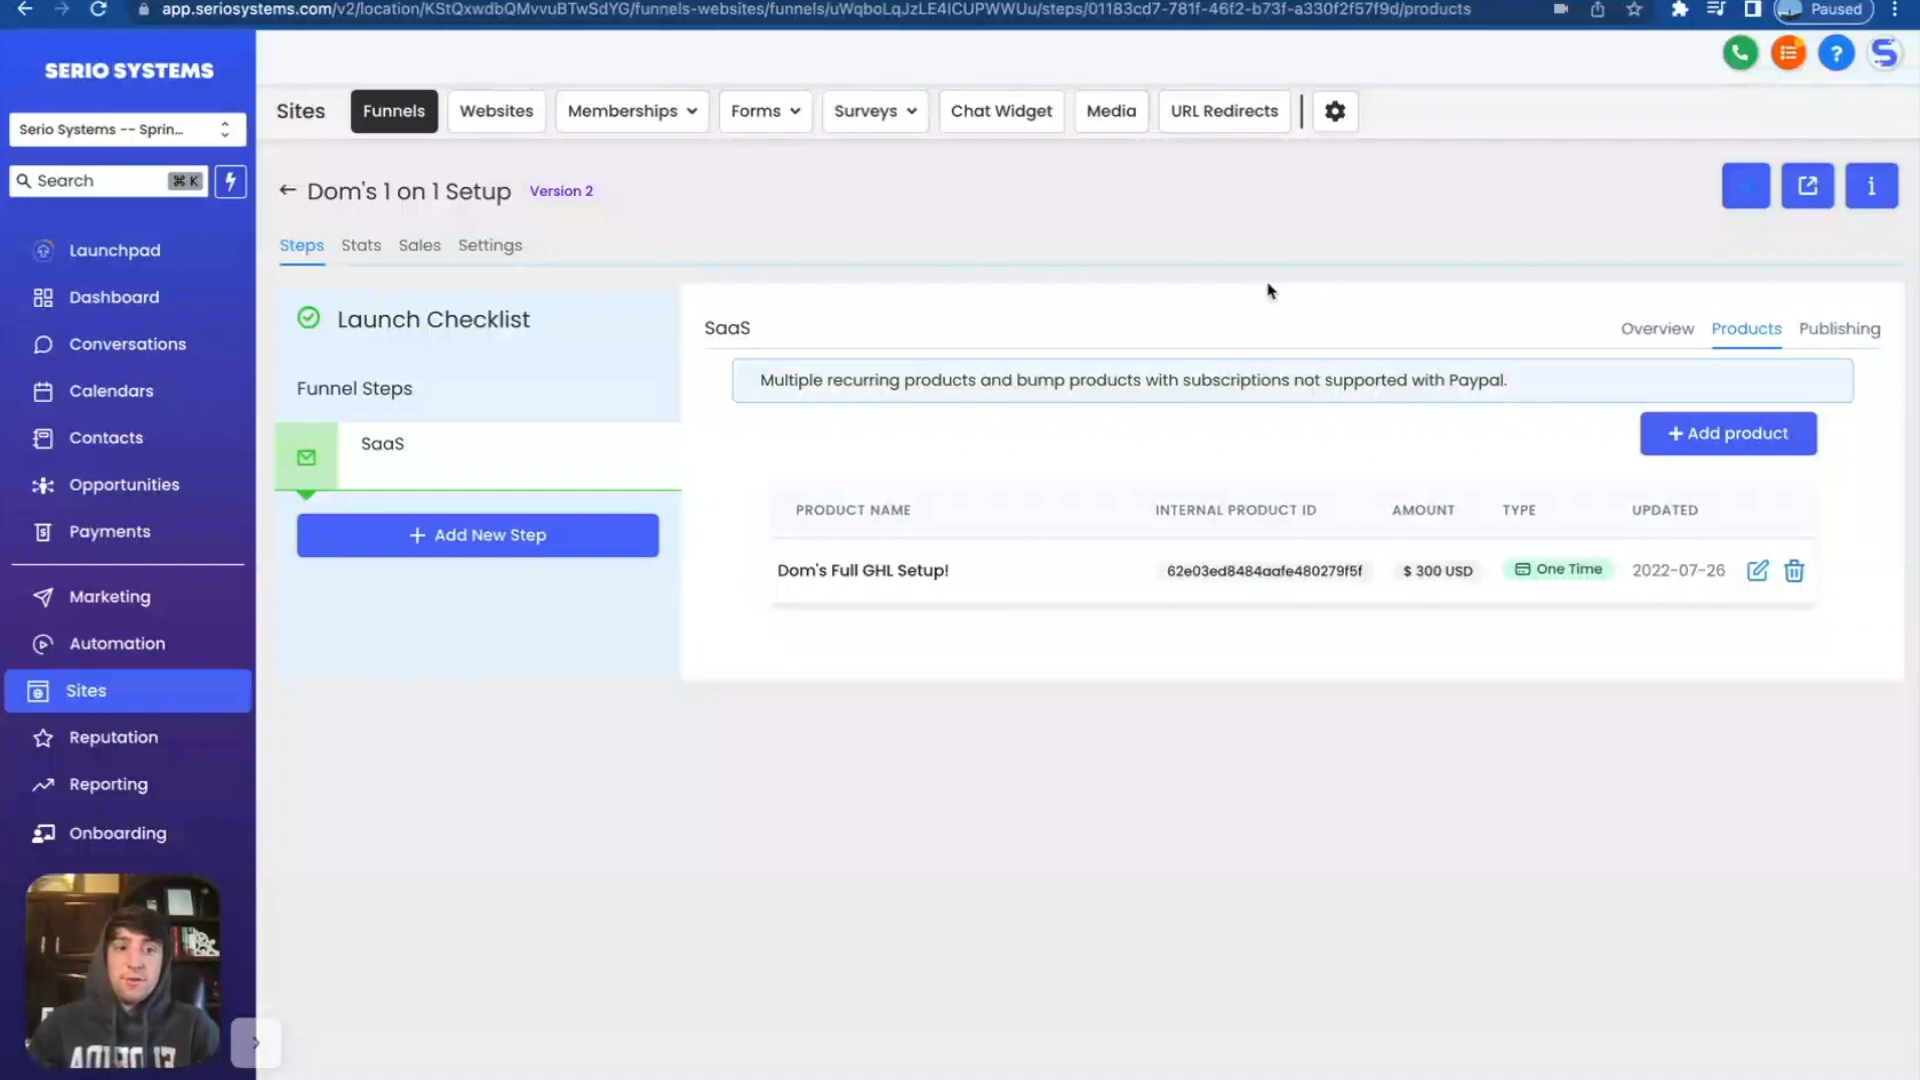 app.seriosystems.com/v2/location/KStQxwdbQMvvuBTwSdYG/funnels-websites/funnels/uWqboLqJzLE4ICUPWWUu/steps/01183cd7-781f-46f2-b73f-a330f2f57f9d/products
Paused
SERIO SYSTEMS
Serio Systems -- Sprin...
Search ⌘ K
Launchpad
Dashboard
Conversations
Calendars
Contacts
Opportunities
Payments
Marketing
Automation
Sites
Reputation
Reporting
Onboarding
Sites Funnels Websites Memberships Forms Surveys Chat Widget Media URL Redirects
Dom's 1 on 1 Setup Version 2
Steps Stats Sales Settings
Launch Checklist
Funnel Steps
SaaS
+ Add New Step
SaaS Overview Products Publishing
Multiple recurring products and bump products with subscriptions not supported with Paypal.
+ Add product
PRODUCT NAME INTERNAL PRODUCT ID AMOUNT TYPE UPDATED
Dom's Full GHL Setup! 62e03ed8484aafe480279f5f $ 300 USD One Time 2022-07-26